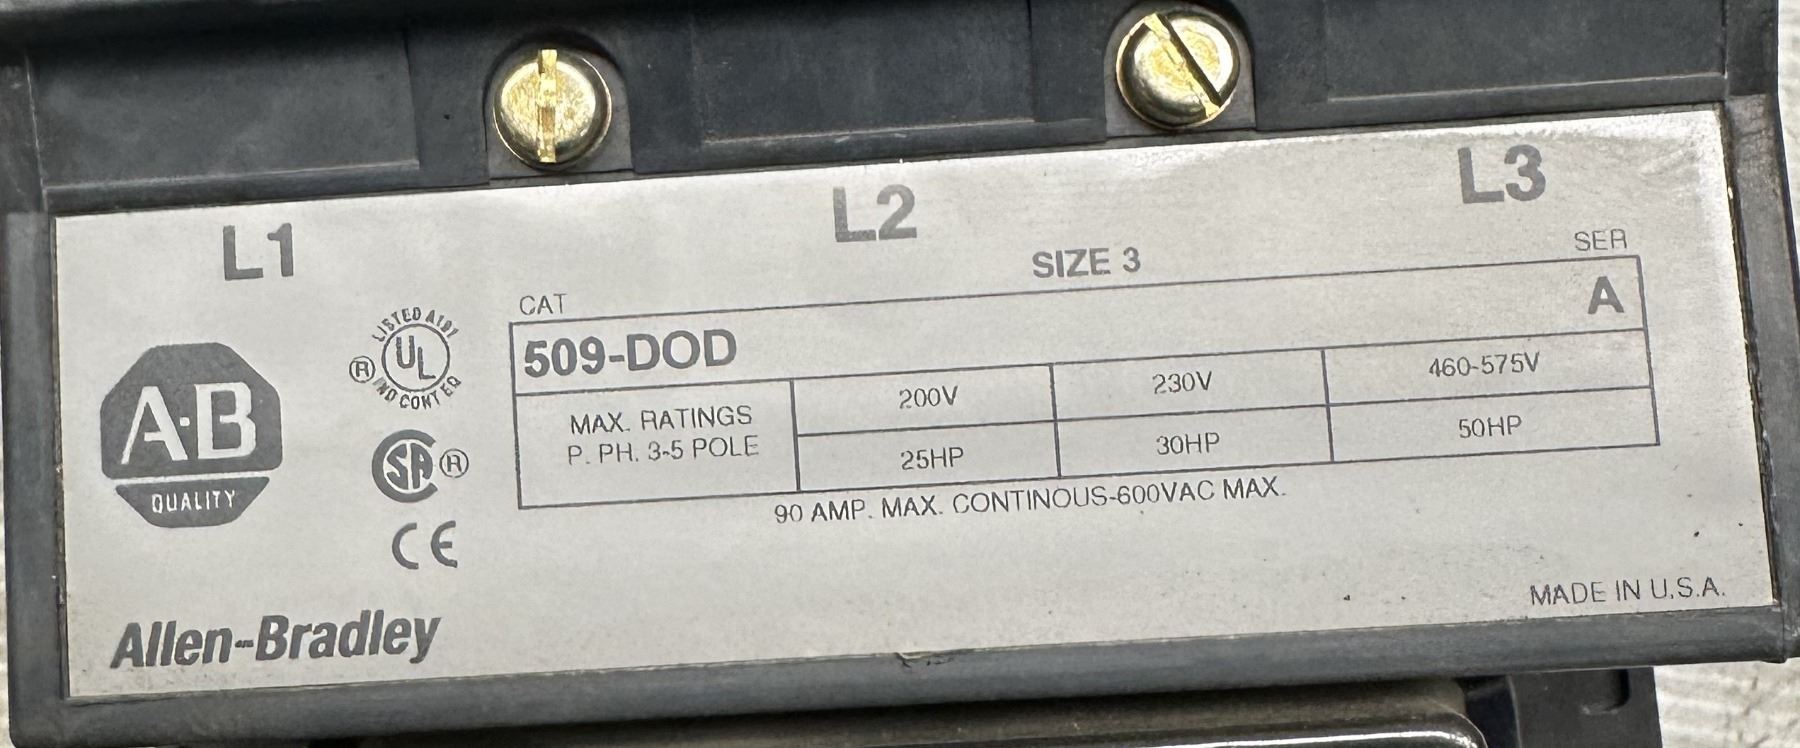 L1 L2 L3
SIZE 3 SER
CAT
509-DOD A
MAX. RATINGS
P. PH. 3-5 POLE
200V 230V 460-575V
25HP 30HP 50HP
90 AMP. MAX. CONTINOUS-600VAC MAX.
LISTED A191
UL ®
IND CONT EQ
A·B
QUALITY
SA ®
CE
Allen-Bradley
MADE IN U.S.A.